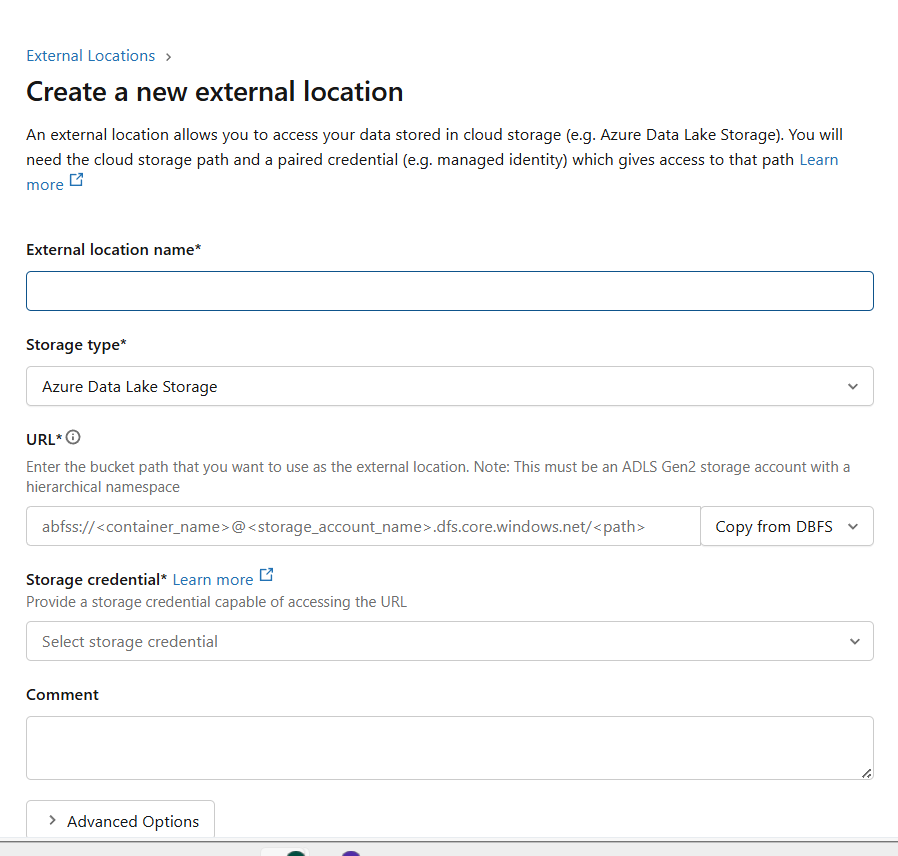 External Locations
Create a new external location
An external location allows you to access your data stored in cloud storage (e.g. Azure Data Lake Storage). You will
need the cloud storage path and a paired credential (e.g. managed identity) which gives access to that path Learn
more
External location name*
Storage type*
Azure Data Lake Storage
URL*
Enter the bucket path that you want to use as the external location. Note: This must be an ADLS Gen2 storage account with a
hierarchical namespace
abfss://<container_name>@<storage_account_name>.dfs.core.windows.net/<path>
Copy from DBFS
Storage credential* Learn more
Provide a storage credential capable of accessing the URL
Select storage credential
Comment
Advanced Options